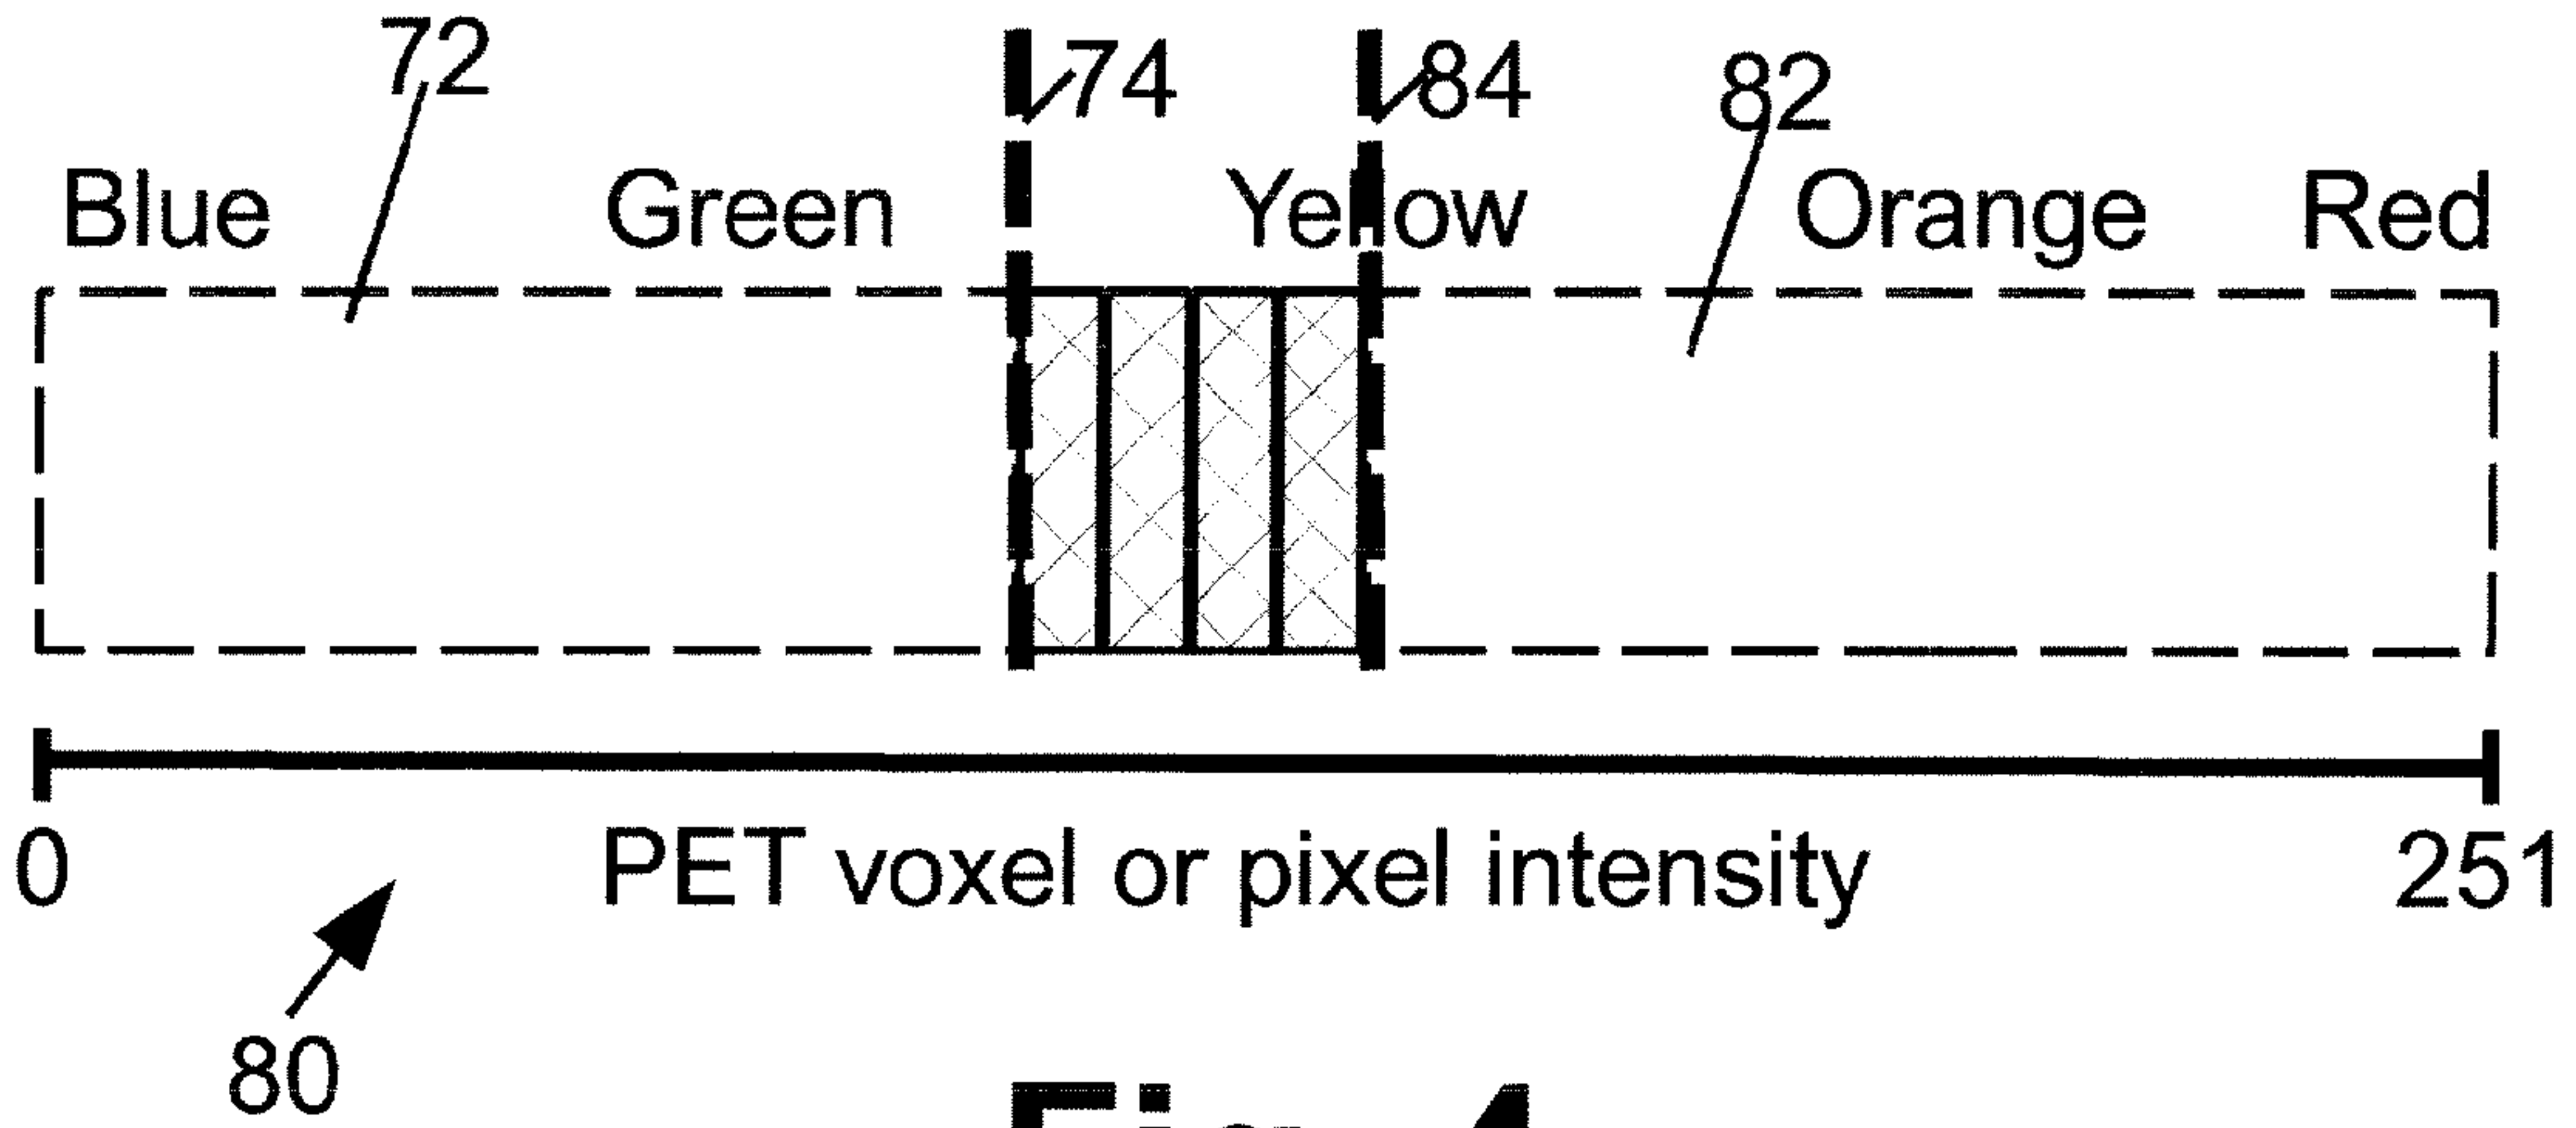 72 74 84 82
Blue Green Yellow Orange Red
0 PET voxel or pixel intensity 251
80